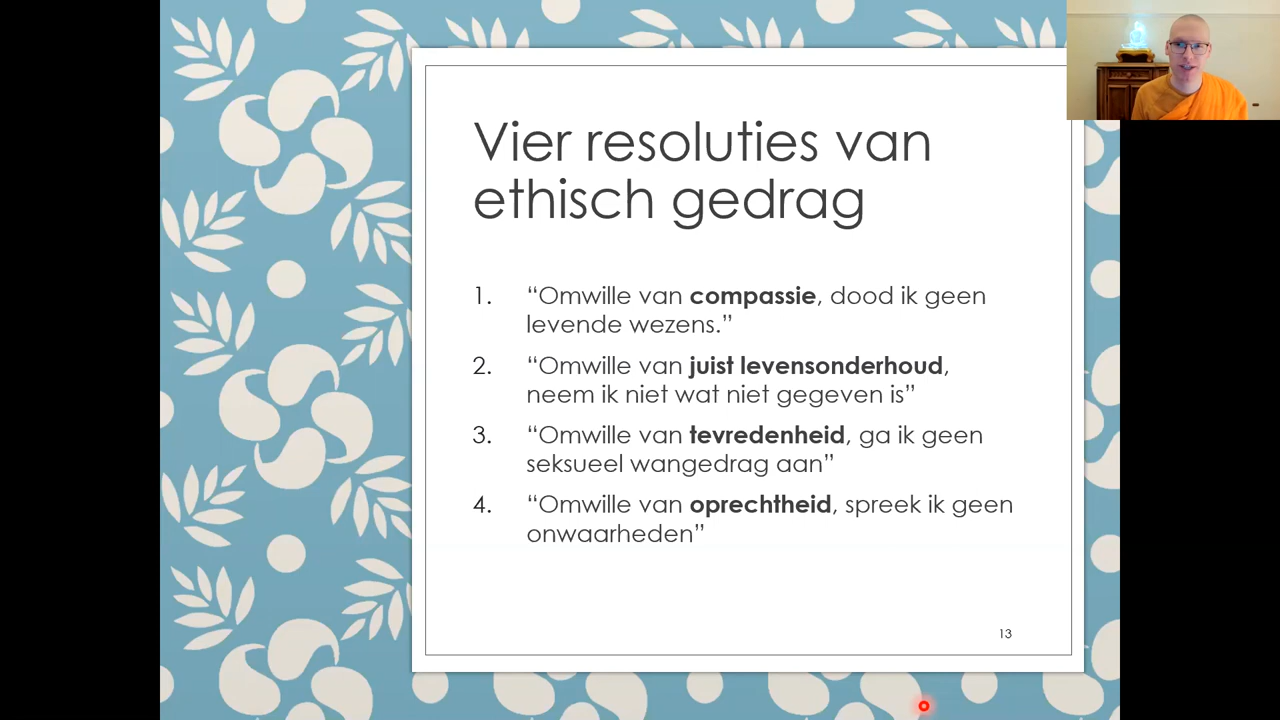 Vier resoluties van
ethisch gedrag
1. “Omwille van compassie, dood ik geen
levende wezens.”
2. “Omwille van juist levensonderhoud,
neem ik niet wat niet gegeven is”
3. “Omwille van tevredenheid, ga ik geen
seksueel wangedrag aan”
4. “Omwille van oprechtheid, spreek ik geen
onwaarheden”
13